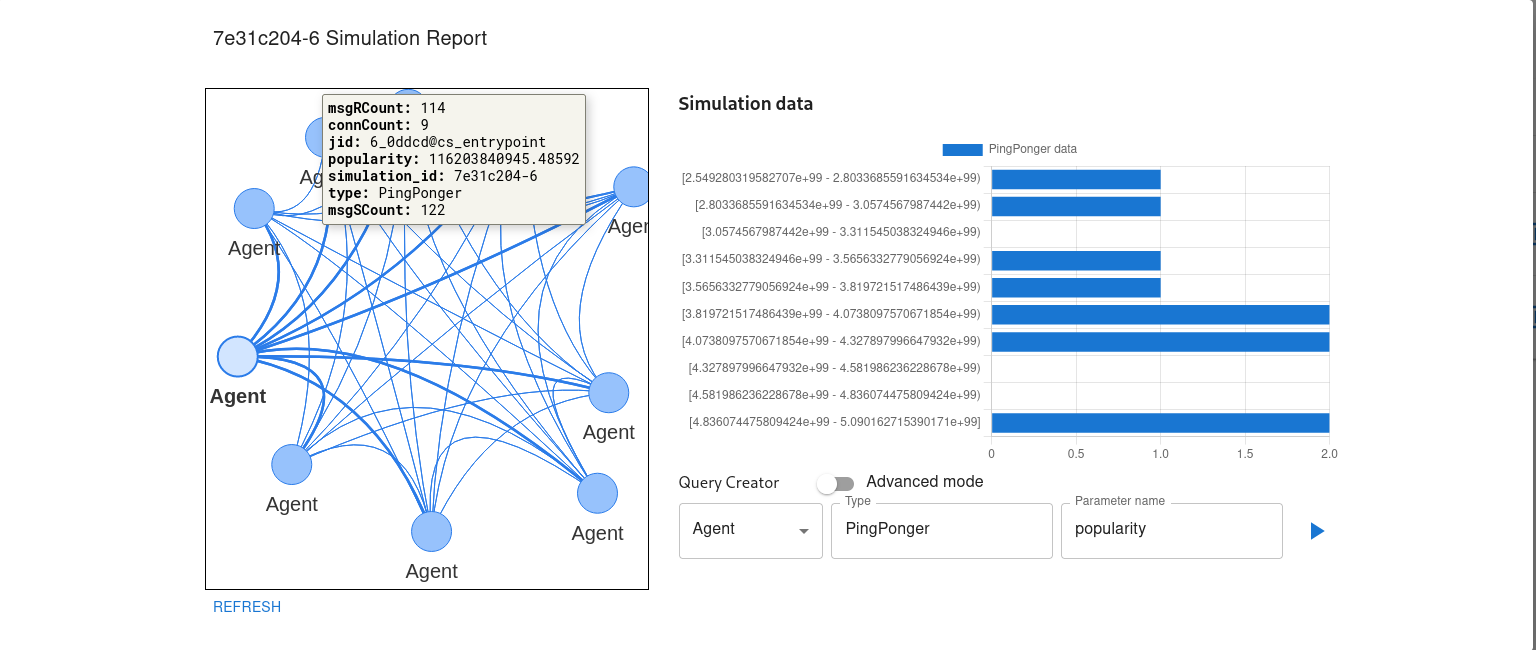 7e31c204-6 Simulation Report
msgRCount: 114
connCount: 9
jid: 6_0ddcd@cs_entrypoint
popularity: 116203840945.48592
simulation_id: 7e31c204-6
type: PingPonger
msgSCount: 122
Agent
Agent
Agent
Agent
Agent
Agent
Agent
REFRESH
Simulation data
PingPonger data
[2.549280319582707e+99 - 2.8033685591634534e+99)
[2.8033685591634534e+99 - 3.0574567987442e+99)
[3.0574567987442e+99 - 3.311545038324946e+99)
[3.311545038324946e+99 - 3.5656332779056924e+99)
[3.5656332779056924e+99 - 3.819721517486439e+99)
[3.819721517486439e+99 - 4.0738097570671854e+99)
[4.0738097570671854e+99 - 4.327897996647932e+99)
[4.327897996647932e+99 - 4.581986236228678e+99)
[4.581986236228678e+99 - 4.836074475809424e+99)
[4.836074475809424e+99 - 5.090162715390171e+99]
0 0.5 1.0 1.5 2.0
Query Creator Advanced mode
Type Parameter name
Agent PingPonger popularity